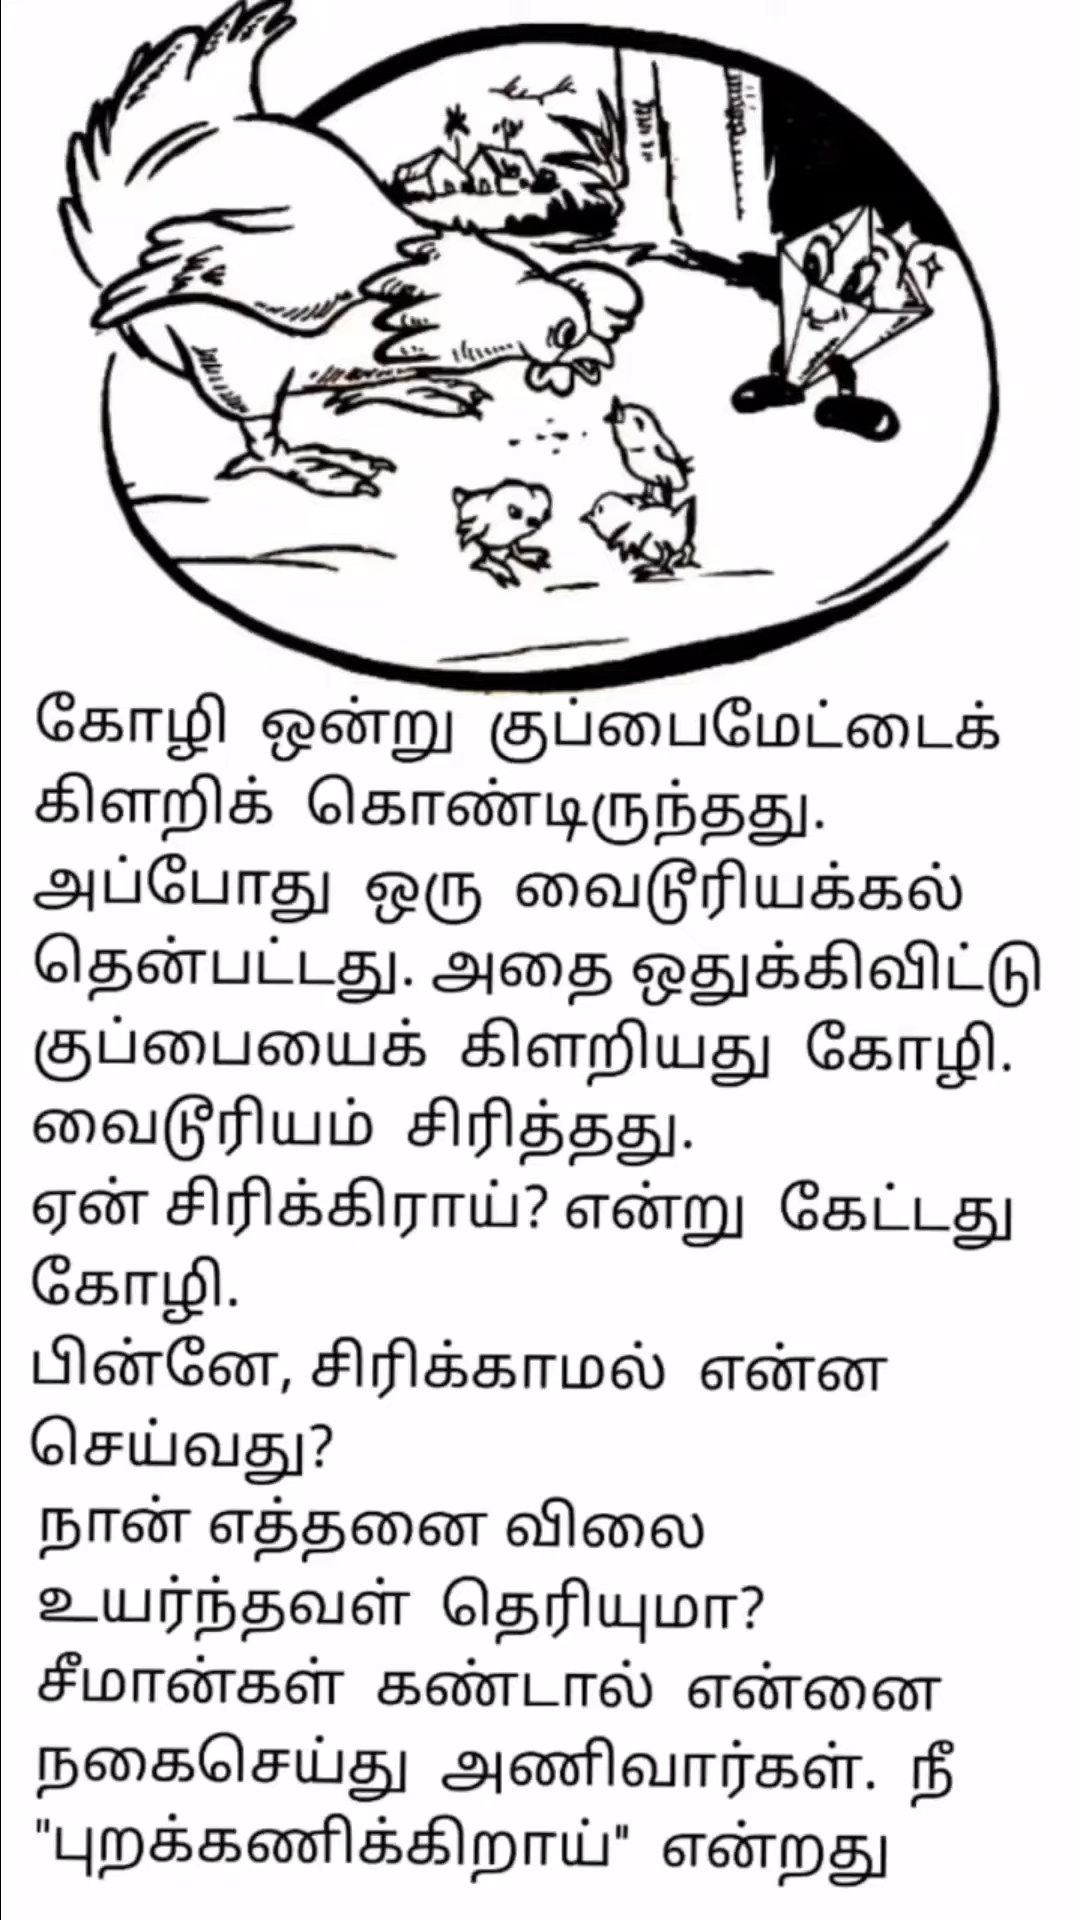 கோழி ஒன்று குப்பைமேட்டைக்
கிளறிக் கொண்டிருந்தது.
அப்போது ஒரு வைடூரியக்கல்
தென்பட்டது. அதை ஒதுக்கிவிட்டு
குப்பையைக் கிளறியது கோழி.
வைடூரியம் சிரித்தது.
ஏன் சிரிக்கிராய்? என்று கேட்டது
கோழி.
பின்னே, சிரிக்காமல் என்ன
செய்வது?
நான் எத்தனை விலை
உயர்ந்தவள் தெரியுமா?
சீமான்கள் கண்டால் என்னை
நகைசெய்து அணிவார்கள். நீ
"புறக்கணிக்கிறாய்" என்றது